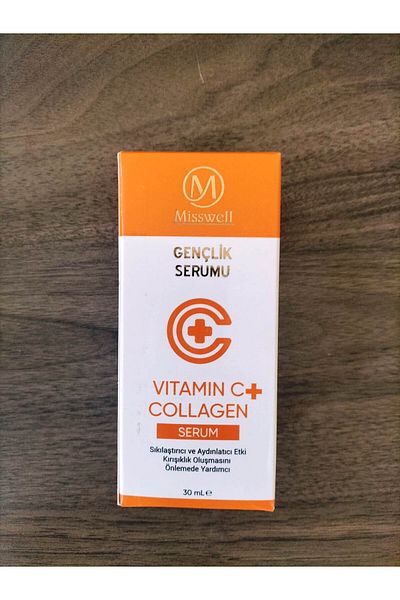 M
Misswell
GENÇLİK
SERUMU
VITAMIN C+
COLLAGEN
SERUM
Sıkılaştırıcı ve Aydınlatıcı Etki
Kırışıklık Oluşmasını
Önlemede Yardımcı
30 mL ℮